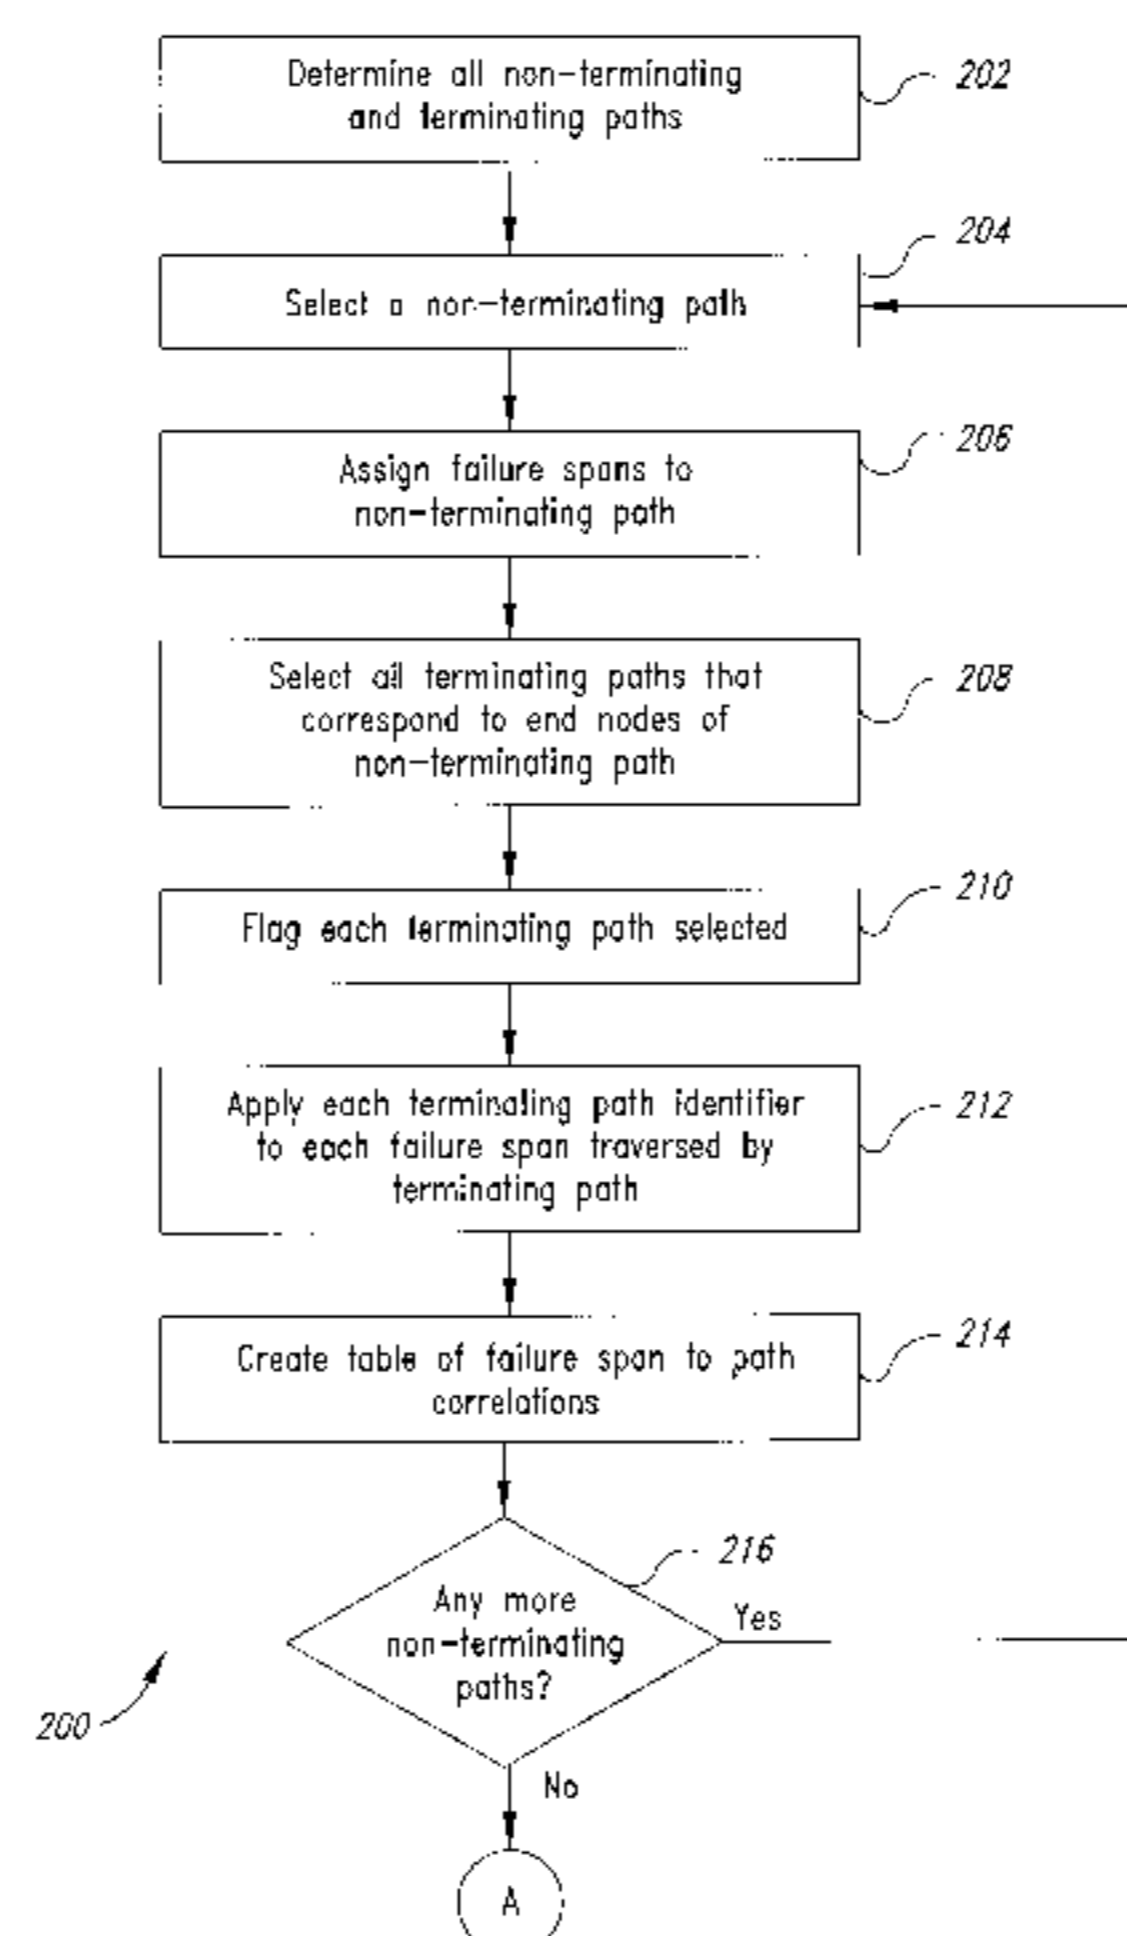 Determine all non-terminating
and terminating paths
202
204
Select a non-terminating path
206
Assign failure spans to
non-terminating path
208
Select all terminating paths that
correspond to end nodes of
non-terminating path
210
Flag each terminating path selected
212
Apply each terminating path identifier
to each failure span traversed by
terminating path
214
Create table of failure span to path
correlations
216
Any more
non-terminating
paths?
Yes
200
No
A